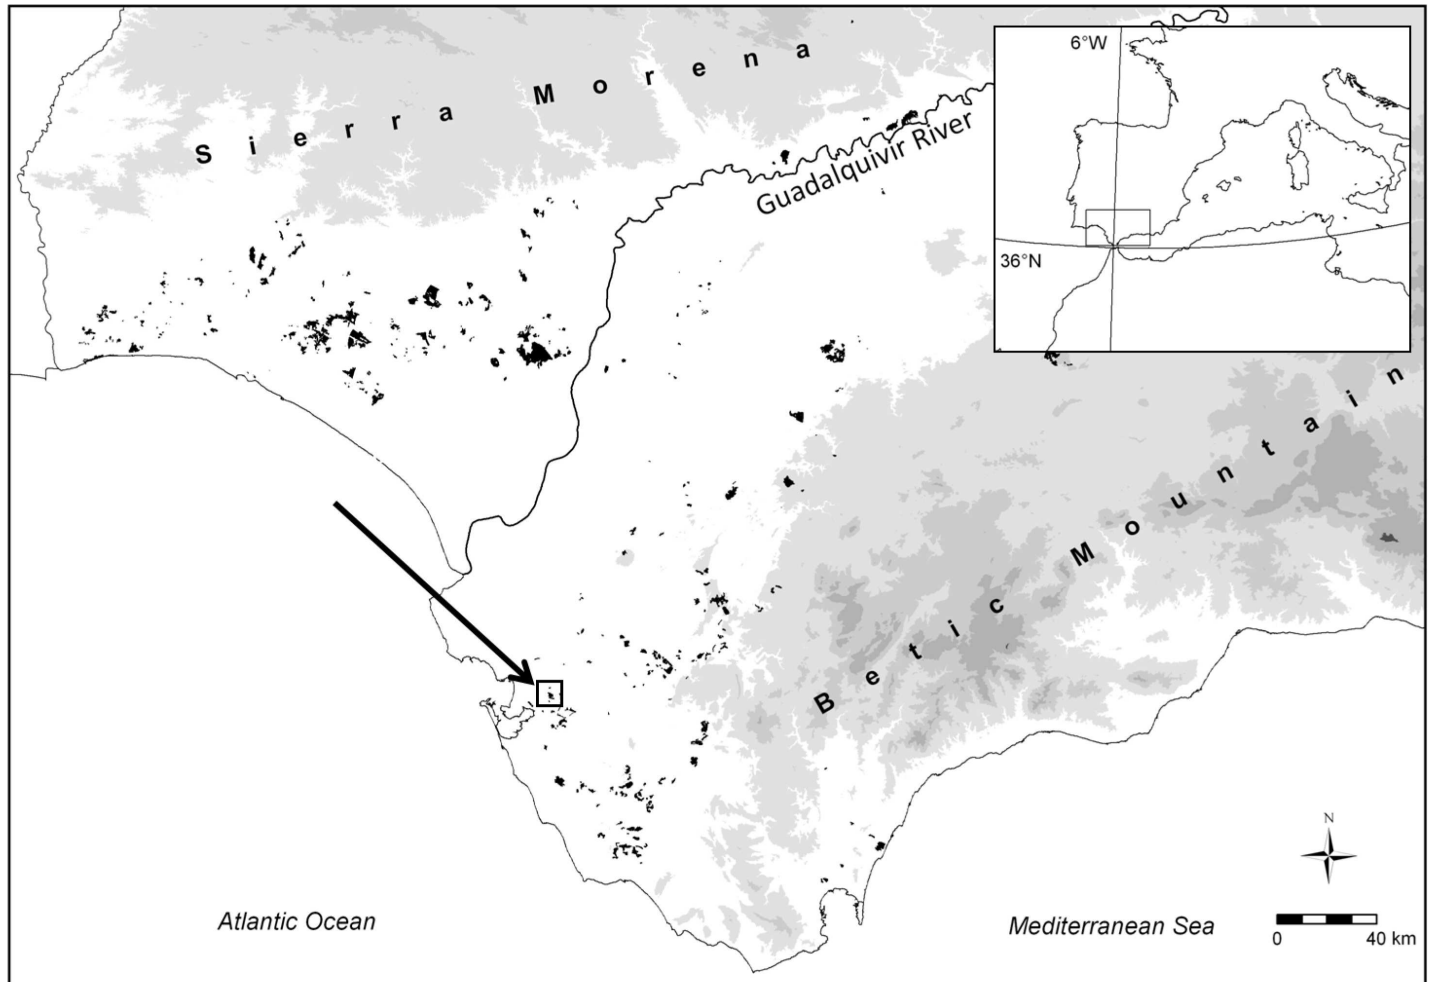 6°W
Sierra Morena
Guadalquivir River
36°N
Betic Mountain
N
Atlantic Ocean
Mediterranean Sea
0 40 km